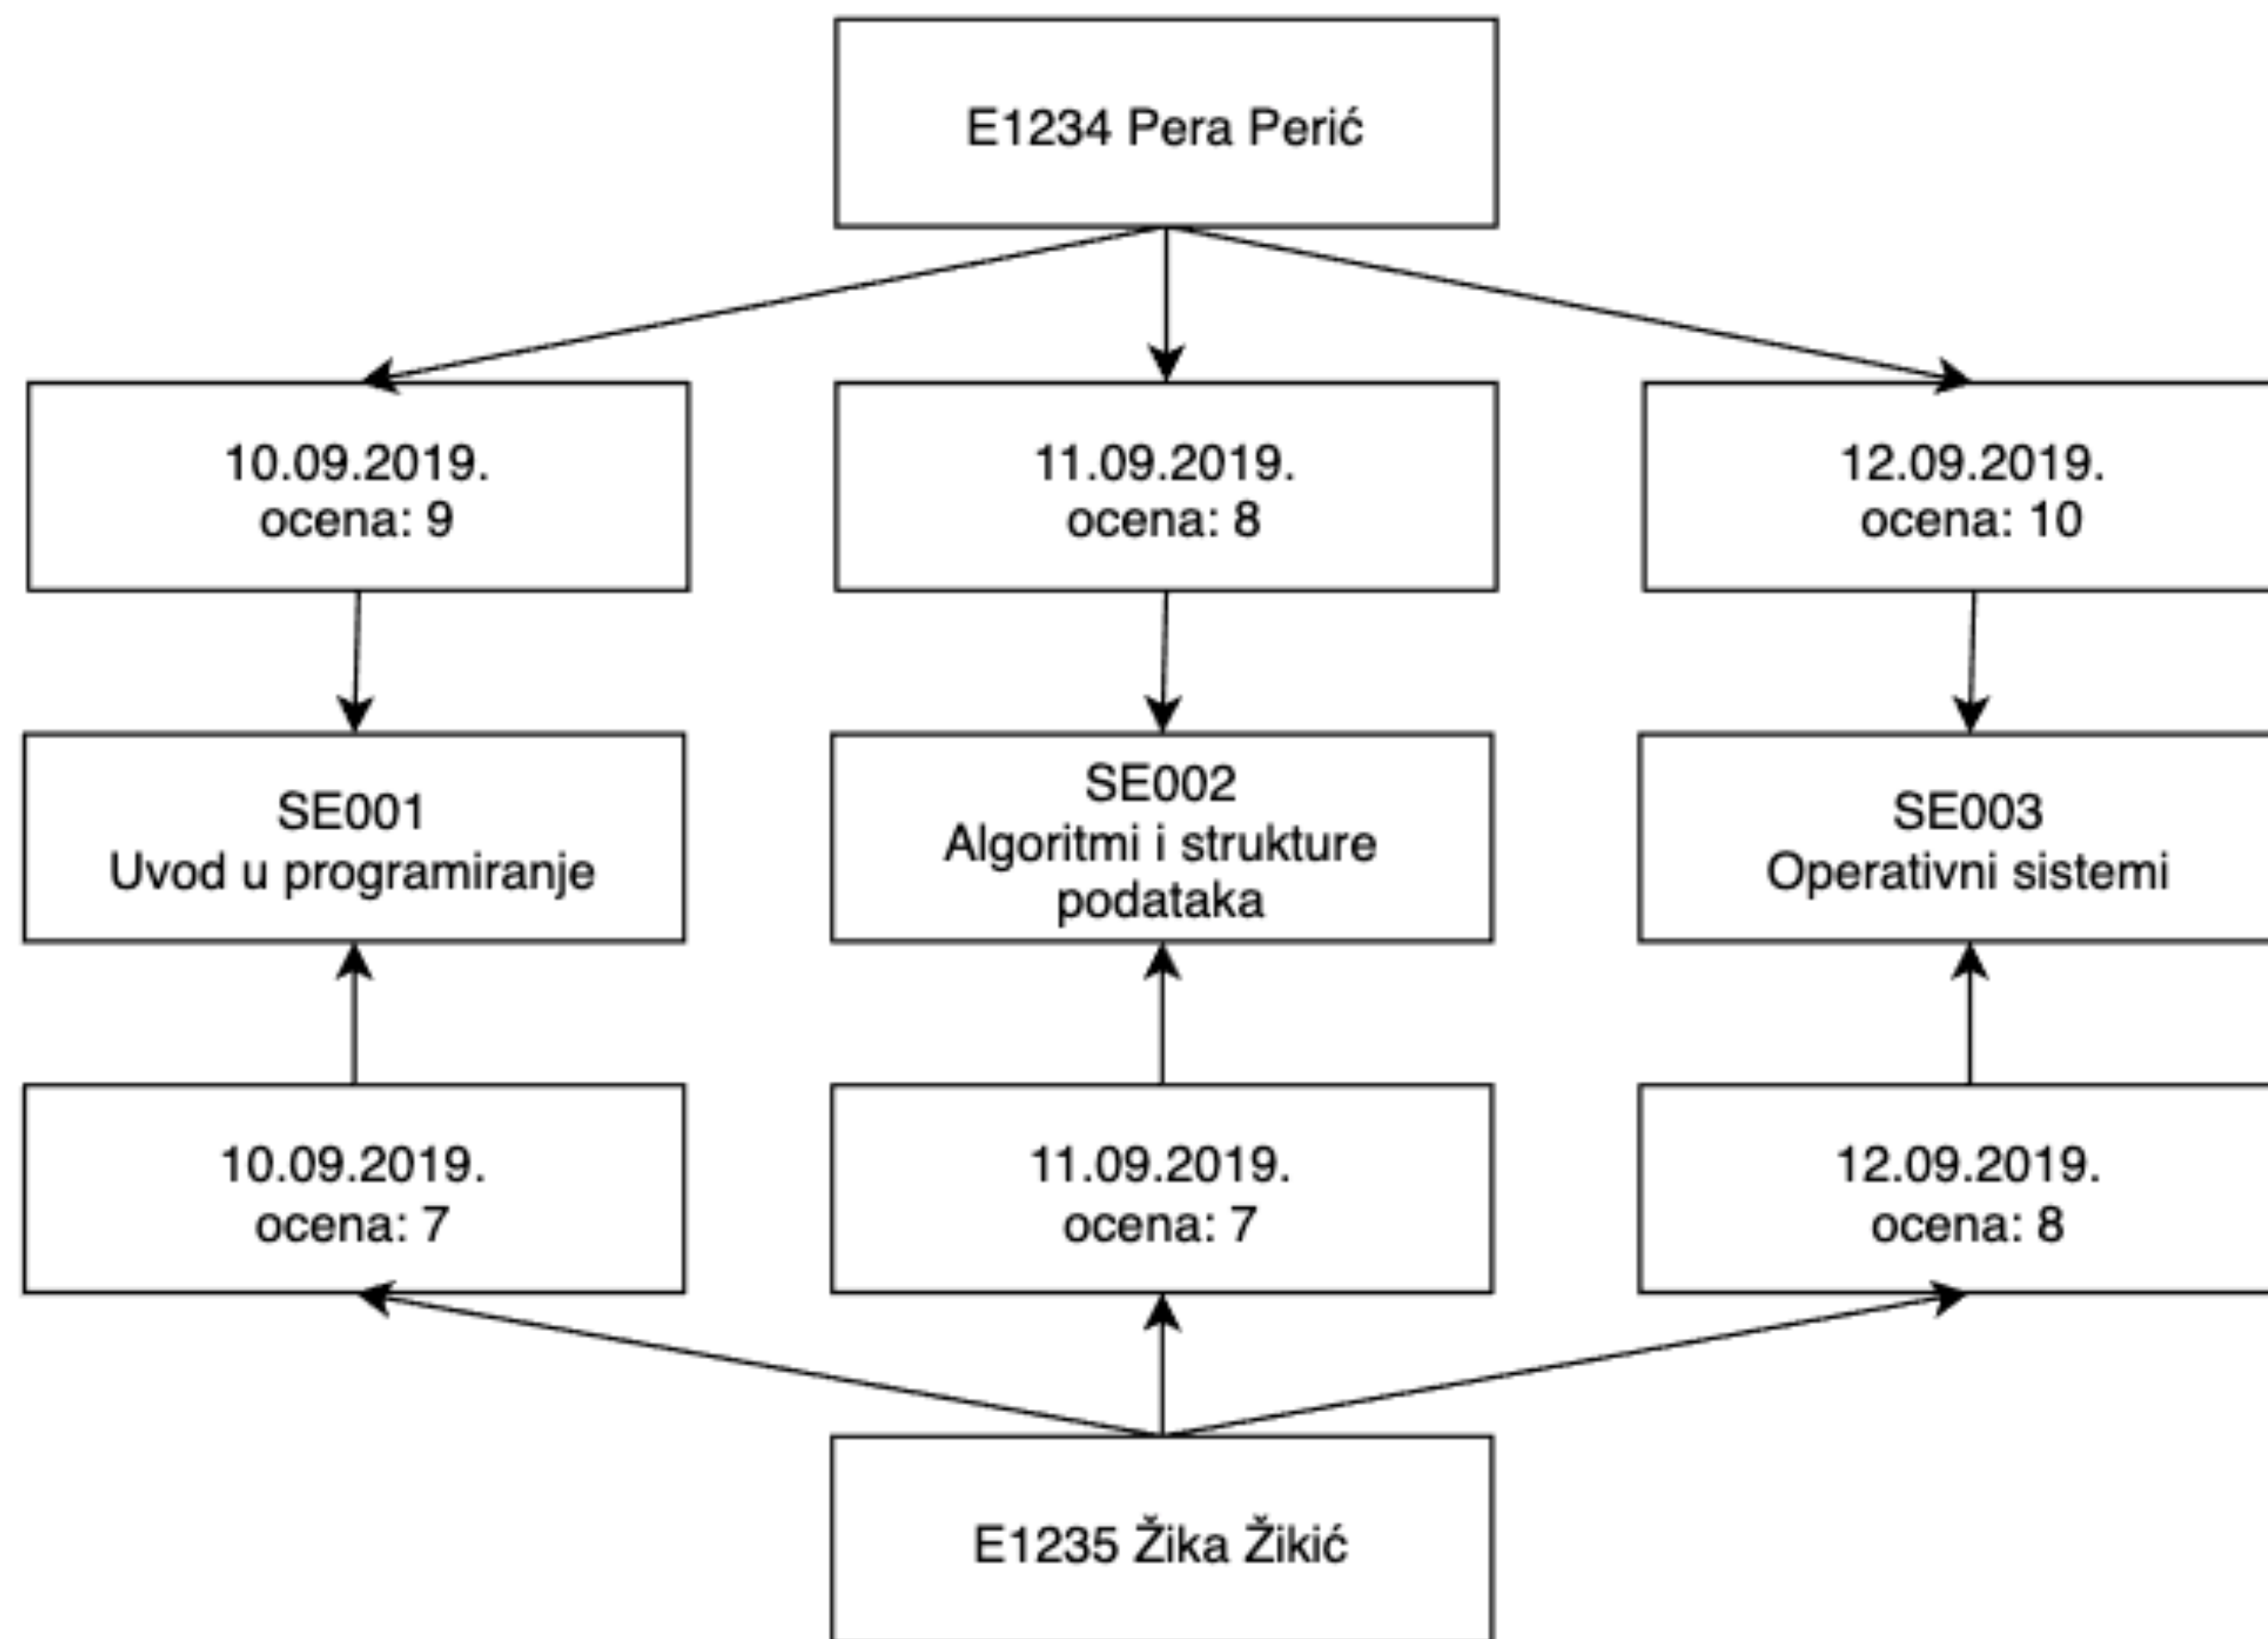 E1234 Pera Perić
10.09.2019.
ocena: 9
11.09.2019.
ocena: 8
12.09.2019.
ocena: 10
SE001
Uvod u programiranje
SE002
Algoritmi i strukture
podataka
SE003
Operativni sistemi
10.09.2019.
ocena: 7
11.09.2019.
ocena: 7
12.09.2019.
ocena: 8
E1235 Žika Žikić